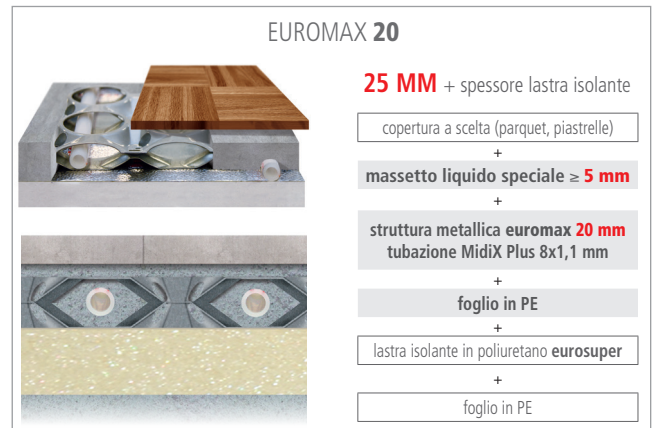 EUROMAX 20
25 MM + spessore lastra isolante
copertura a scelta (parquet, piastrelle)
+
massetto liquido speciale ≥ 5 mm
+
struttura metallica euromax 20 mm
tubazione MidiX Plus 8x1,1 mm
+
foglio in PE
+
lastra isolante in poliuretano eurosuper
+
foglio in PE